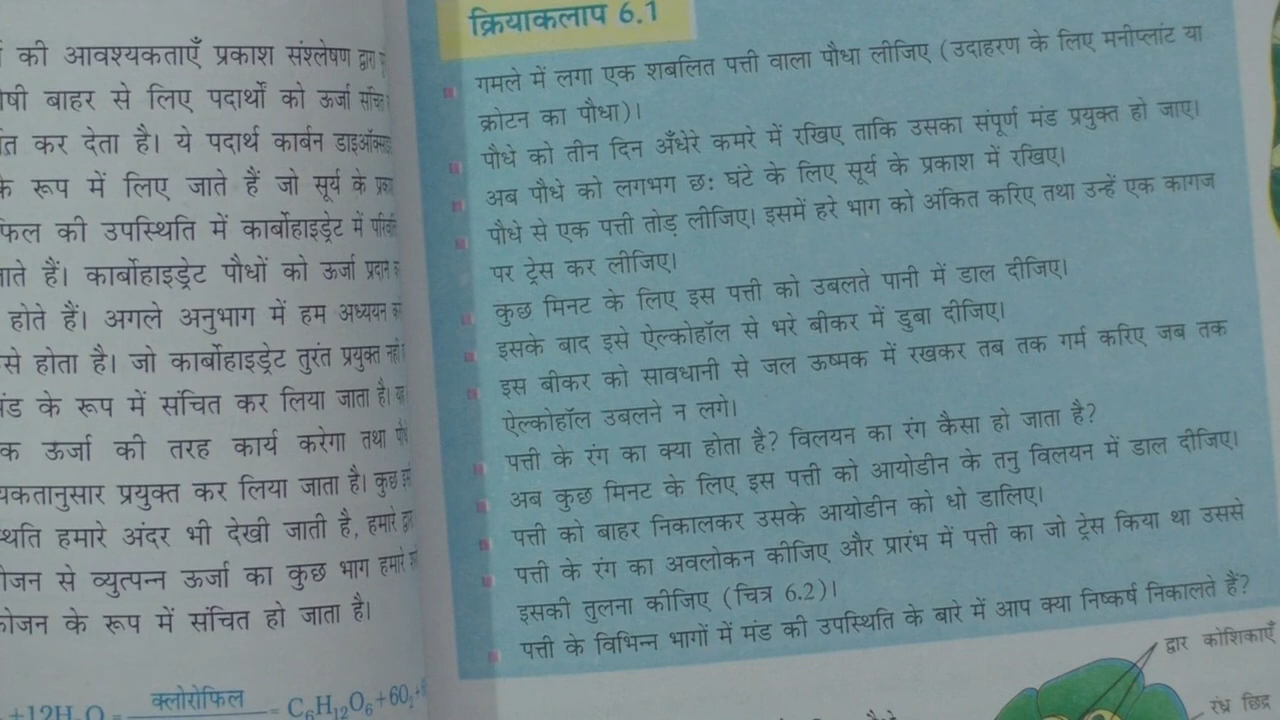 की आवश्यकताएँ प्रकाश संश्लेषण द्वारा
बाहर से लिए पदार्थों को ऊर्जा संचित
कर देता है। ये पदार्थ कार्बन
रूप में लिए जाते हैं जो सूर्य के
की उपस्थिति में कार्बोहाइड्रेट में
हैं। कार्बोहाइड्रेट पौधों को ऊर्जा प्रदान
होते हैं। अगले अनुभाग में हम अध्ययन
से होता है। जो कार्बोहाइड्रेट तुरंत प्रयुक्त नहीं
के रूप में संचित कर लिया जाता है।
क ऊर्जा की तरह कार्य करेगा तथा
यकतानुसार प्रयुक्त कर लिया जाता है। कुछ
थति हमारे अंदर भी देखी जाती है, हमारे
से व्युत्पन्न ऊर्जा का कुछ भाग हमारे
के रूप में संचित हो जाता है।
क्लोरोफिल
+12H₂O C₆H₁₂O₆+6O₂+
क्रियाकलाप 6.1
गमले में लगा एक शबलित पत्ती वाला पौधा लीजिए (उदाहरण के लिए मनीप्लांट या
क्रोटन का पौधा)।
पौधे को तीन दिन अँधेरे कमरे में रखिए ताकि उसका संपूर्ण मंड प्रयुक्त हो जाए।
अब पौधे को लगभग छः घंटे के लिए सूर्य के प्रकाश में रखिए।
पौधे से एक पत्ती तोड़ लीजिए। इसमें हरे भाग को अंकित करिए तथा उन्हें एक कागज
पर ट्रेस कर लीजिए।
कुछ मिनट के लिए इस पत्ती को उबलते पानी में डाल दीजिए।
इसके बाद इसे ऐल्कोहॉल से भरे बीकर में डुबा दीजिए।
इस बीकर को सावधानी से जल ऊष्मक में रखकर तब तक गर्म करिए जब तक
ऐल्कोहॉल उबलने न लगे।
पत्ती के रंग का क्या होता है? विलयन का रंग कैसा हो जाता है?
अब कुछ मिनट के लिए इस पत्ती को आयोडीन के तनु विलयन में डाल दीजिए।
पत्ती को बाहर निकालकर उसके आयोडीन को धो डालिए।
पत्ती के रंग का अवलोकन कीजिए और प्रारंभ में पत्ती का जो ट्रेस किया था उससे
इसकी तुलना कीजिए (चित्र 6.2)।
पत्ती के विभिन्न भागों में मंड की उपस्थिति के बारे में आप क्या निष्कर्ष निकालते हैं?
द्वार कोशिकाएँ
रंध्र छिद्र